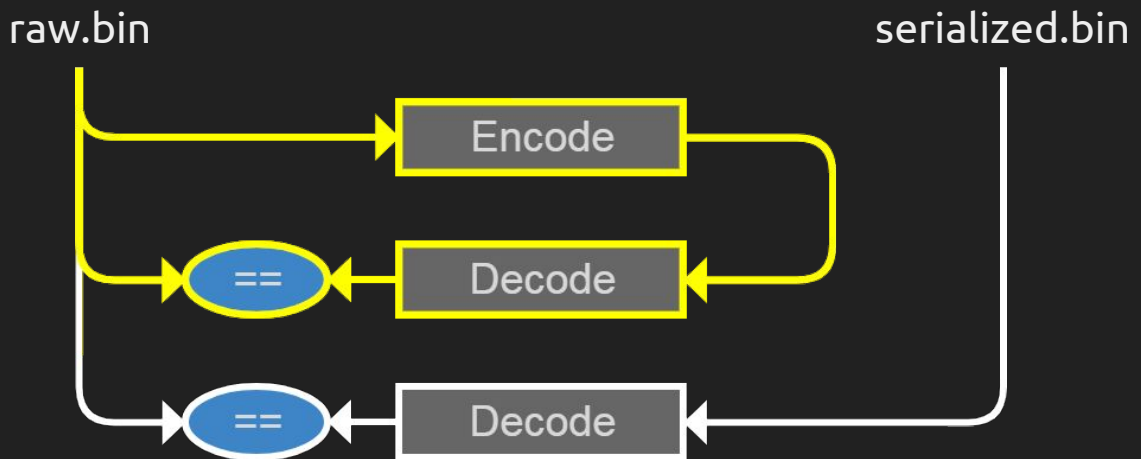 raw.bin
serialized.bin
Encode
==
Decode
==
Decode